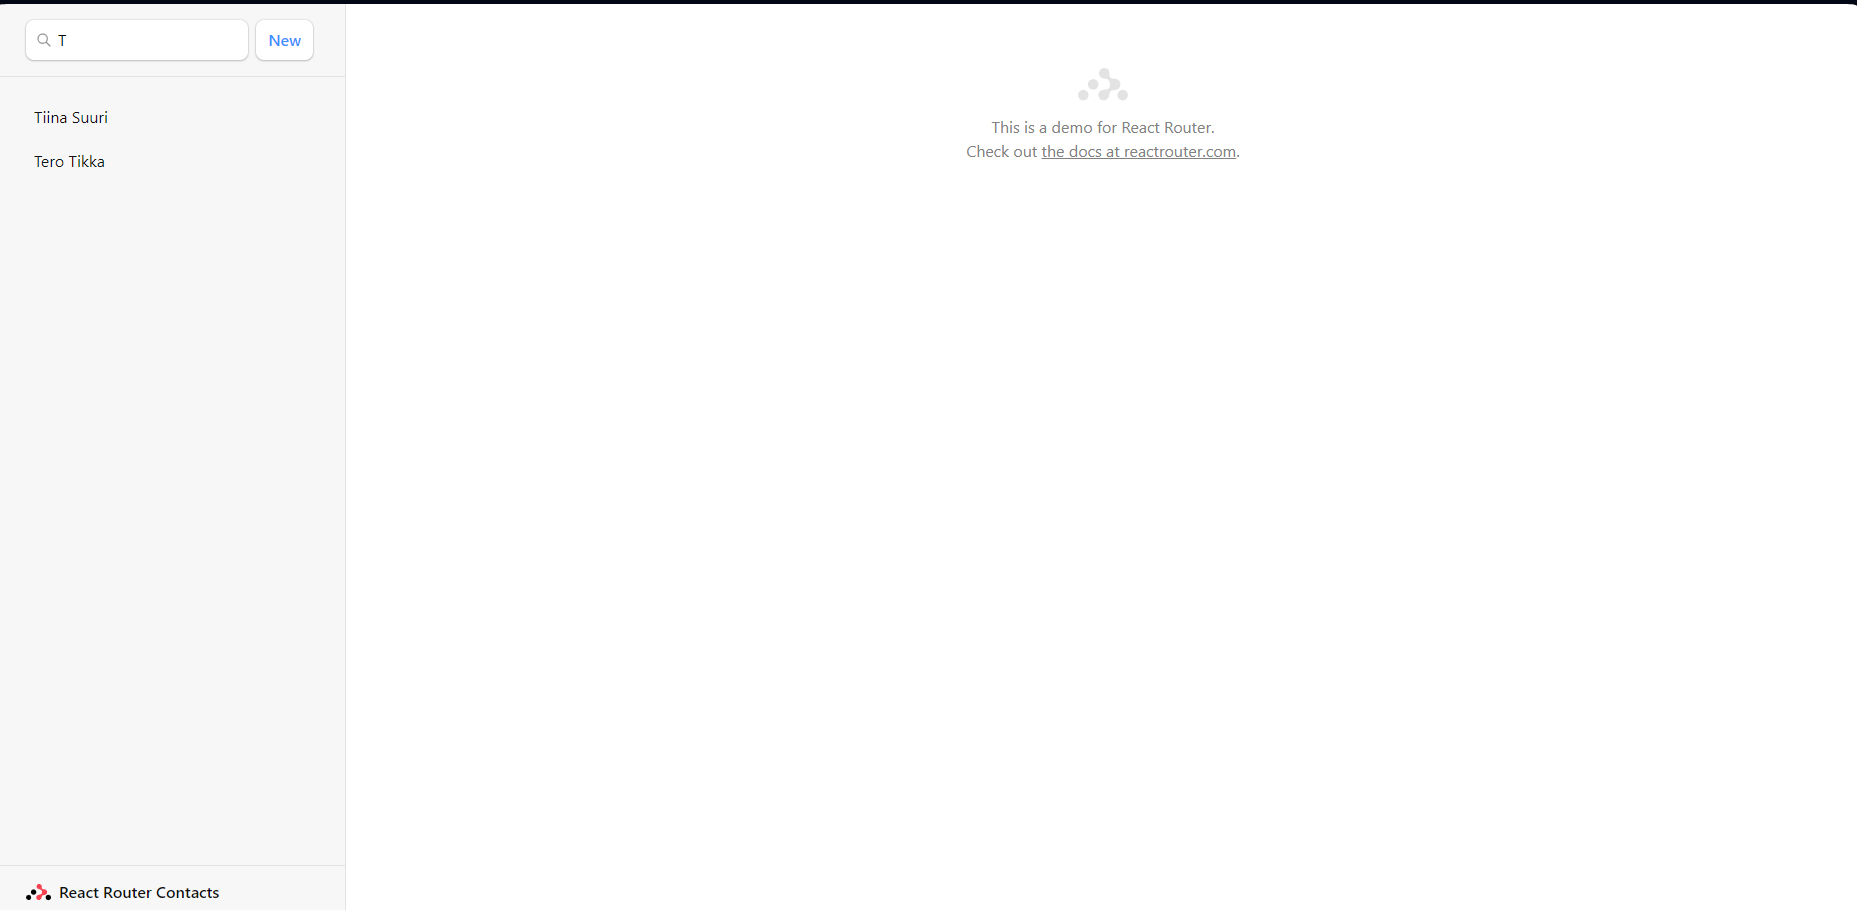 T
New
Tiina Suuri
Tero Tikka
This is a demo for React Router.
Check out the docs at reactrouter.com.
React Router Contacts